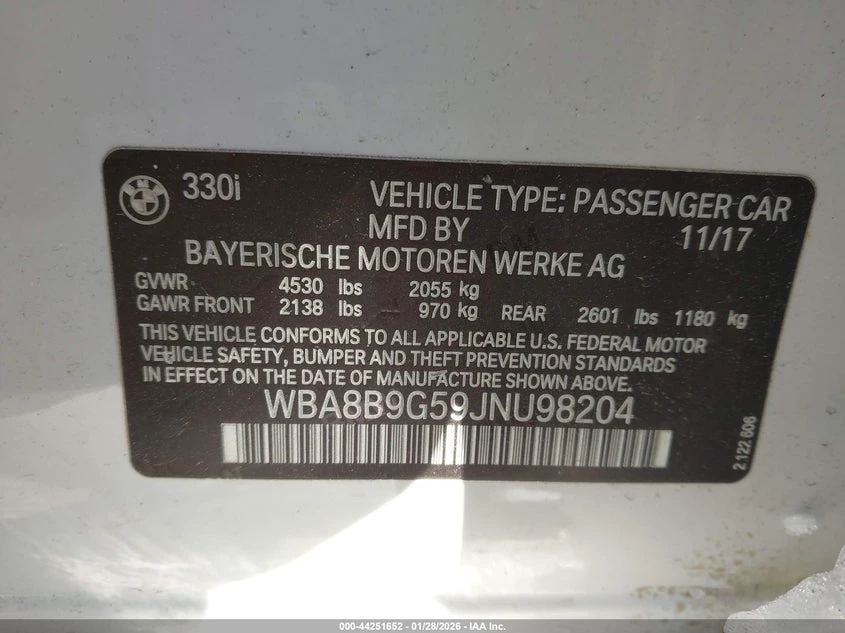 330i VEHICLE TYPE: PASSENGER CAR
MFD BY 11/17
BAYERISCHE MOTOREN WERKE AG
GVWR 4530 lbs 2055 kg
GAWR FRONT 2138 lbs 970 kg REAR 2601 lbs 1180 kg
THIS VEHICLE CONFORMS TO ALL APPLICABLE U.S. FEDERAL MOTOR
VEHICLE SAFETY, BUMPER AND THEFT PREVENTION STANDARDS
IN EFFECT ON THE DATE OF MANUFACTURE SHOWN ABOVE.
WBA8B9G59JNU98204
2 122 606
000-44251652 | 01/28/2026 – IAA Inc.